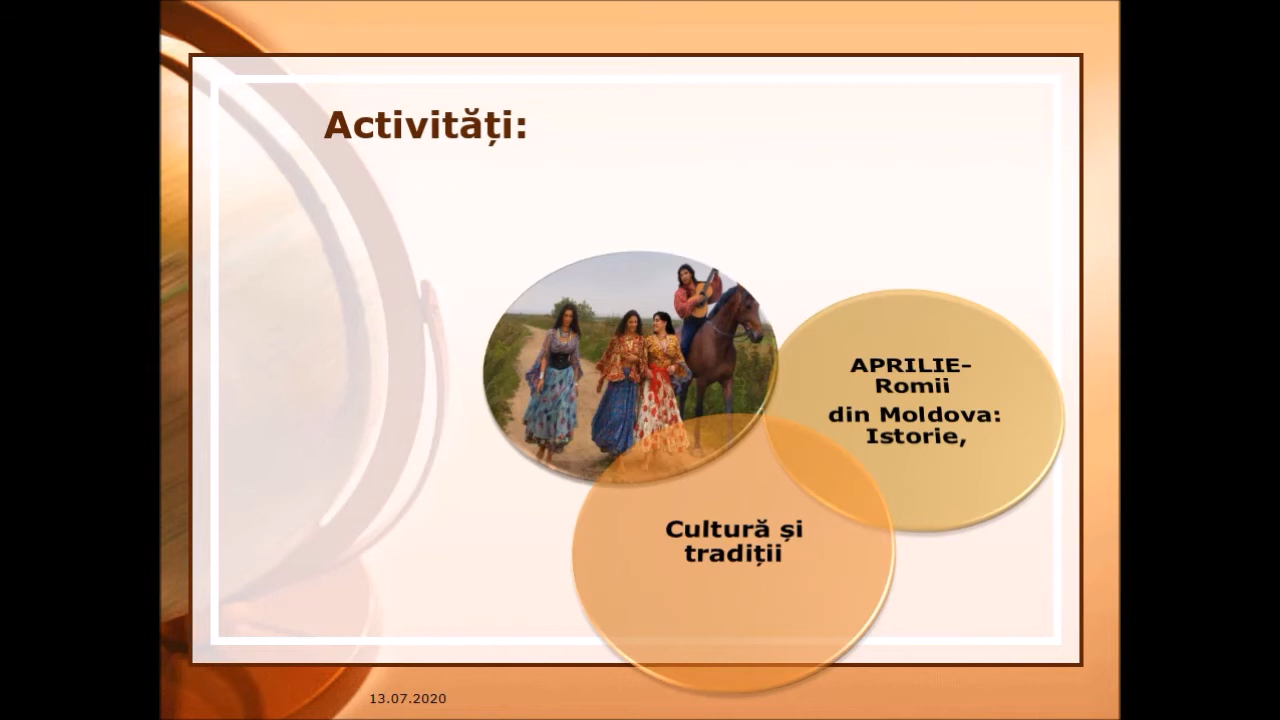 Activități:
APRILIE-
Romii
din Moldova:
Istorie,
Cultură și
tradiții
13.07.2020